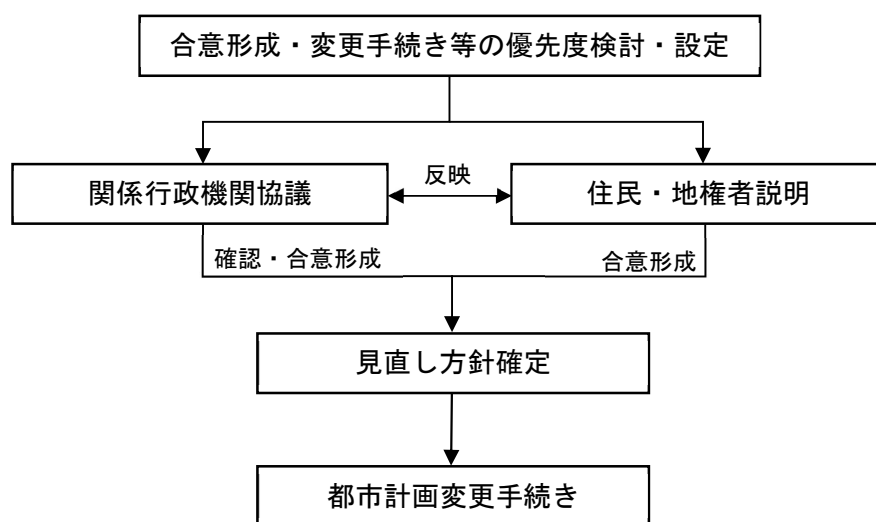 合意形成・変更手続き等の優先度検討・設定
関係行政機関協議
反映
住民・地権者説明
確認・合意形成
合意形成
見直し方針確定
都市計画変更手続き